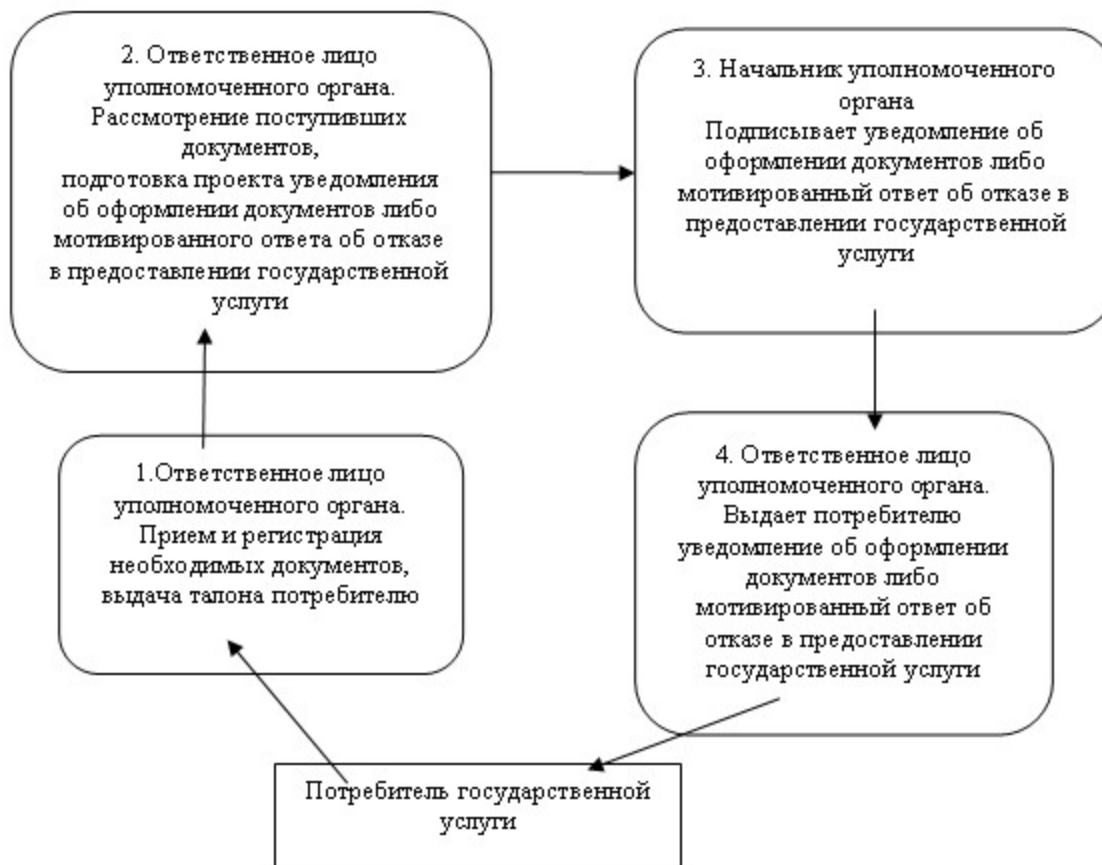 2. Ответственное лицо
уполномоченного органа.
Рассмотрение поступивших
документов,
подготовка проекта уведомления
об оформлении документов либо
мотивированного ответа об отказе
в предоставлении государственной
услуги
3. Начальник уполномоченного
органа
Подписывает уведомление об
оформлении документов либо
мотивированный ответ об отказе в
предоставлении государственной
услуги
1.Ответственное лицо
уполномоченного органа.
Прием и регистрация
необходимых документов,
выдача талона потребителю
4. Ответственное лицо
уполномоченного органа.
Выдает потребителю
уведомление об оформлении
документов либо
мотивированный ответ об
отказе в предоставлении
государственной услуги
Потребитель государственной
услуги